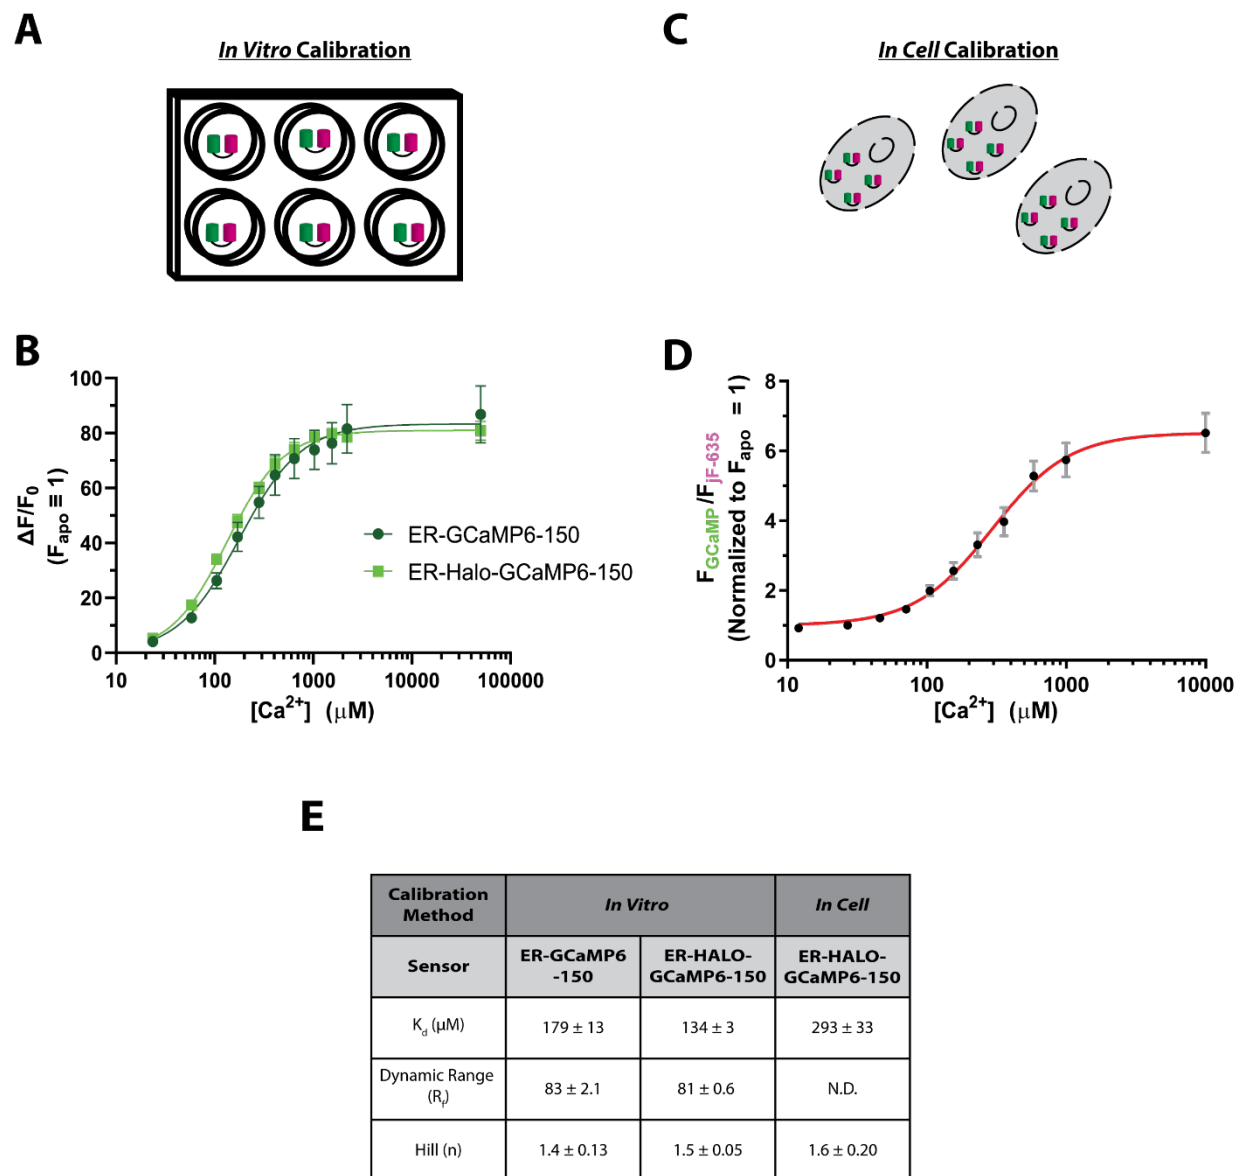 A
In Vitro Calibration
C
In Cell Calibration
B
ΔF/F0
(Fapo ≡ 1)
100
80
60
40
20
0
10
100
1000
10000
100000
[Ca2+] (μM)
ER-GCaMP6-150
ER-Halo-GCaMP6-150
D
FGCaMP/FjF-635
(Normalized to Fapo = 1)
8
6
4
2
0
10
100
1000
10000
[Ca2+] (μM)
E
Calibration
Method
In Vitro
In Cell
Sensor
ER-GCaMP6
-150
ER-HALO-
GCaMP6-150
ER-HALO-
GCaMP6-150
Kd (μM)
179 ± 13
134 ± 3
293 ± 33
Dynamic Range
(Rf)
83 ± 2.1
81 ± 0.6
N.D.
Hill (n)
1.4 ± 0.13
1.5 ± 0.05
1.6 ± 0.20